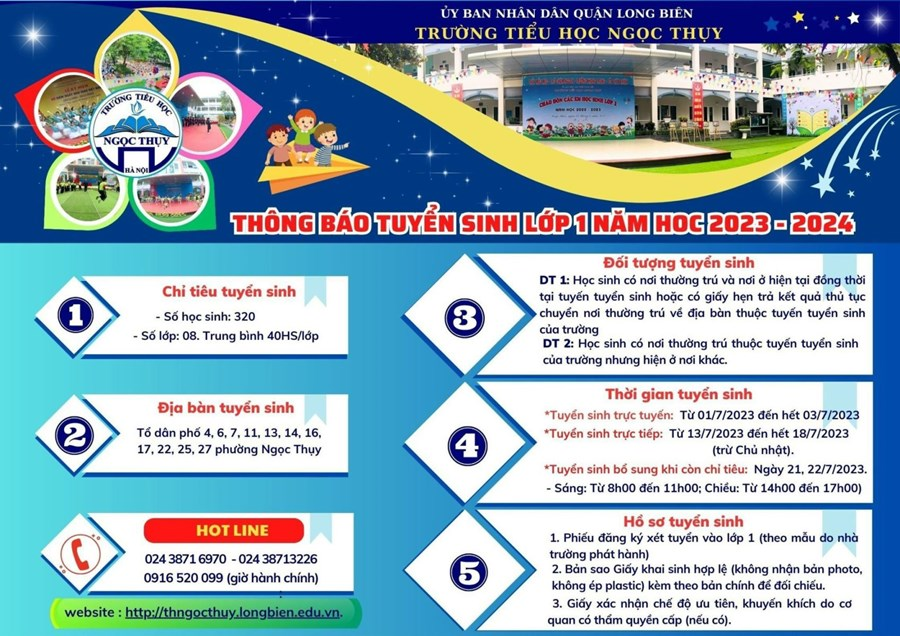 ỦY BAN NHÂN DÂN QUẬN LONG BIÊN
TRƯỜNG TIỂU HỌC NGỌC THỤY
TRƯỜNG TIỂU HỌC
NGỌC THỤY
HÀ NỘI
CHÀO ĐÓN CÁC EM HỌC SINH LỚP 1
THÔNG BÁO TUYỂN SINH LỚP 1 NĂM HOC 2023 - 2024
1
Chỉ tiêu tuyển sinh
- Số học sinh: 320
- Số lớp: 08. Trung bình 40HS/lớp
2
Địa bàn tuyển sinh
Tổ dân phố 4, 6, 7, 11, 13, 14, 16,
17, 22, 25, 27 phường Ngọc Thụy
HOT LINE
024 3871 6970 - 024 38713226
0916 520 099 (giờ hành chính)
:
website : http://thngocthuy.longbien.edu.vn.
3
Đối tượng tuyển sinh
DT 1: Học sinh có nơi thường trú và nơi ở hiện tại đồng thời
tại tuyến tuyển sinh hoặc có giấy hẹn trả kết quả thủ tục
chuyển nơi thường trú về địa bàn thuộc tuyến tuyển sinh
của trường
DT 2: Học sinh có nơi thường trú thuộc tuyến tuyển sinh
của trường nhưng hiện ở nơi khác.
4
Thời gian tuyển sinh
*Tuyển sinh trực tuyến: Từ 01/7/2023 đến hết 03/7/2023
*Tuyển sinh trực tiếp: Từ 13/7/2023 đến hết 18/7/2023
(trừ Chủ nhật).
*Tuyển sinh bổ sung khi còn chỉ tiêu: Ngày 21, 22/7/2023.
- Sáng: Từ 8h00 đến 11h00; Chiều: Từ 14h00 đến 17h00)
5
Hồ sơ tuyển sinh
1. Phiếu đăng ký xét tuyển vào lớp 1 (theo mẫu do nhà
trường phát hành)
2. Bản sao Giấy khai sinh hợp lệ (không nhận bản photo,
không ép plastic) kèm theo bản chính để đối chiếu.
3. Giấy xác nhận chế độ ưu tiên, khuyến khích do cơ
quan có thẩm quyền cấp (nếu có).